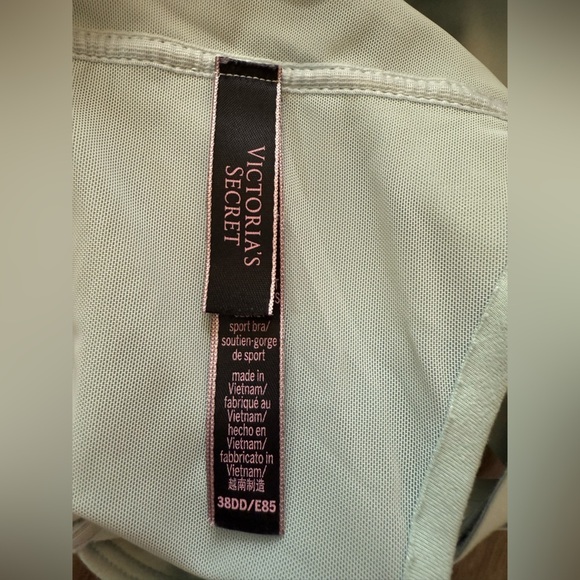 VICTORIA'S
SECRET
sport bra/
soutien-gorge
de sport
made in
Vietnam/
fabriqué au
Vietnam/
hecho en
Vietnam/
fabbricato in
Vietnam/
越南制造
38DD/E85